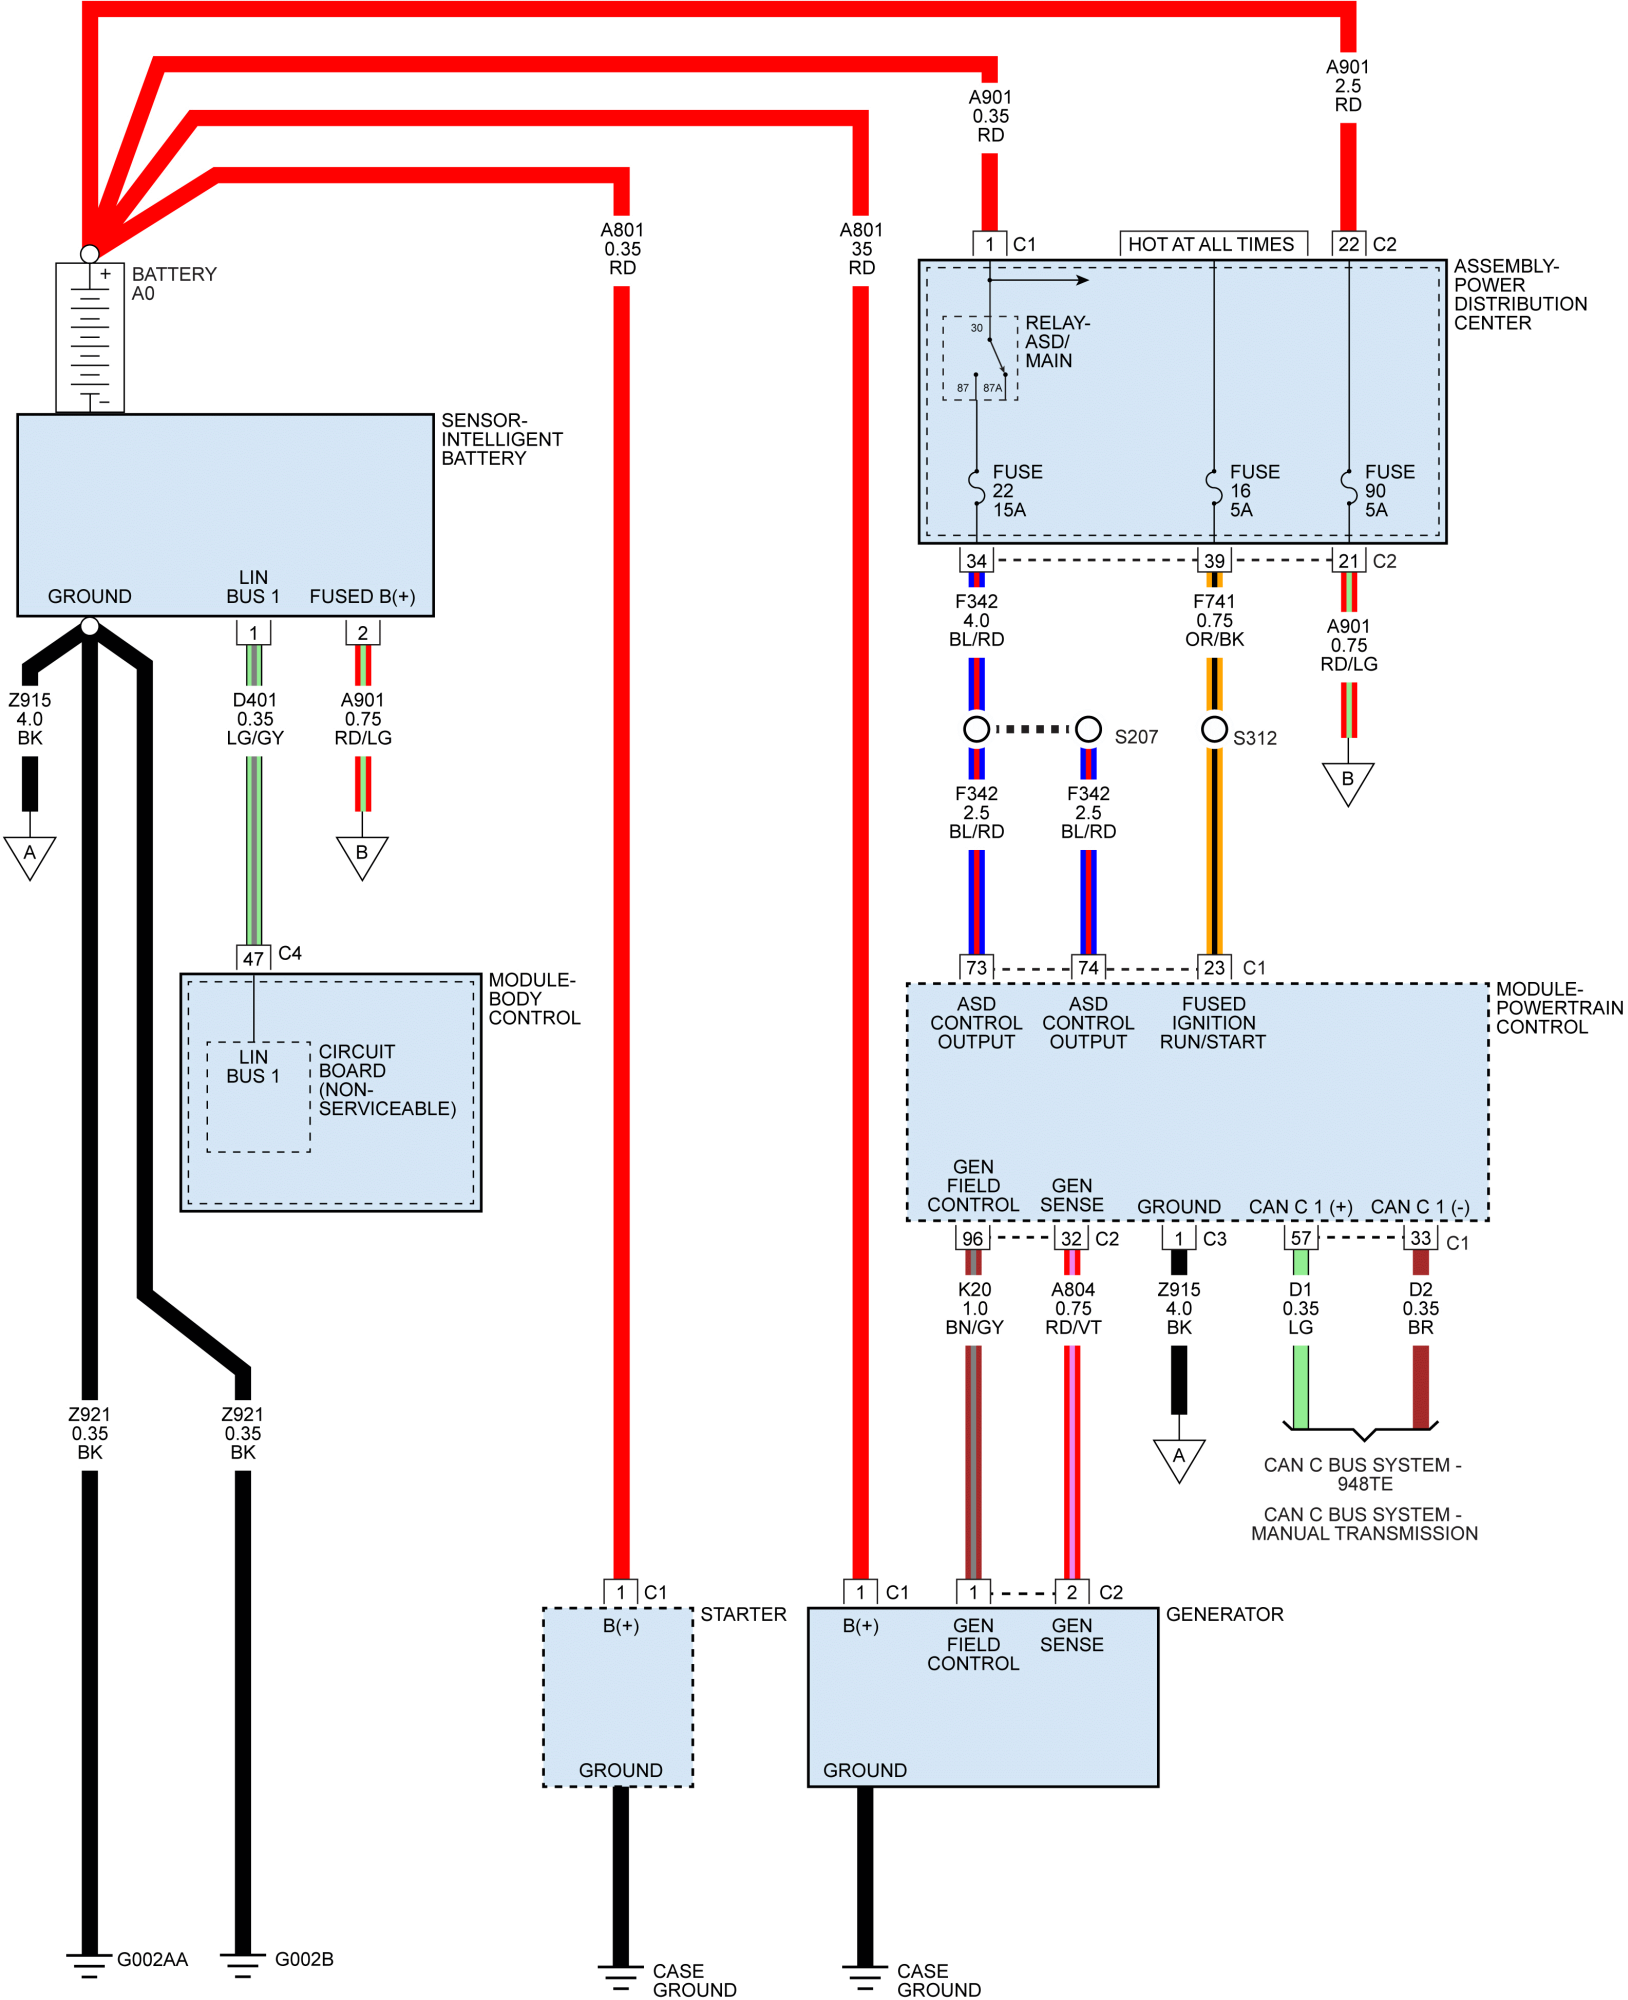 A901
2.5
RD
A901
0.35
RD
A801
0.35
RD
A801
35
RD
1
C1
HOT AT ALL TIMES
22
C2
+
BATTERY
A0
−
ASSEMBLY-
POWER
DISTRIBUTION
CENTER
30
RELAY-
ASD/
MAIN
87
87A
SENSOR-
INTELLIGENT
BATTERY
FUSE
22
15A
FUSE
16
5A
FUSE
90
5A
GROUND
LIN
BUS 1
FUSED B(+)
34
39
21
C2
1
2
F342
4.0
BL/RD
F741
0.75
OR/BK
A901
0.75
RD/LG
Z915
4.0
BK
D401
0.35
LG/GY
A901
0.75
RD/LG
S207
S312
B
A
B
F342
2.5
BL/RD
F342
2.5
BL/RD
47
C4
73
74
23
C1
MODULE-
BODY
CONTROL
MODULE-
POWERTRAIN
CONTROL
ASD
CONTROL
OUTPUT
ASD
CONTROL
OUTPUT
FUSED
IGNITION
RUN/START
LIN
BUS 1
CIRCUIT
BOARD
(NON-
SERVICEABLE)
GEN
FIELD
CONTROL
GEN
SENSE
GROUND
CAN C 1 (+)
CAN C 1 (-)
96
32
C2
1
C3
57
33
C1
K20
1.0
BN/GY
A804
0.75
RD/VT
Z915
4.0
BK
D1
0.35
LG
D2
0.35
BR
Z921
0.35
BK
Z921
0.35
BK
A
CAN C BUS SYSTEM -
948TE
CAN C BUS SYSTEM -
MANUAL TRANSMISSION
1
C1
1
C1
1
2
C2
STARTER
GENERATOR
B(+)
B(+)
GEN
FIELD
CONTROL
GEN
SENSE
GROUND
GROUND
G002AA
G002B
CASE
GROUND
CASE
GROUND